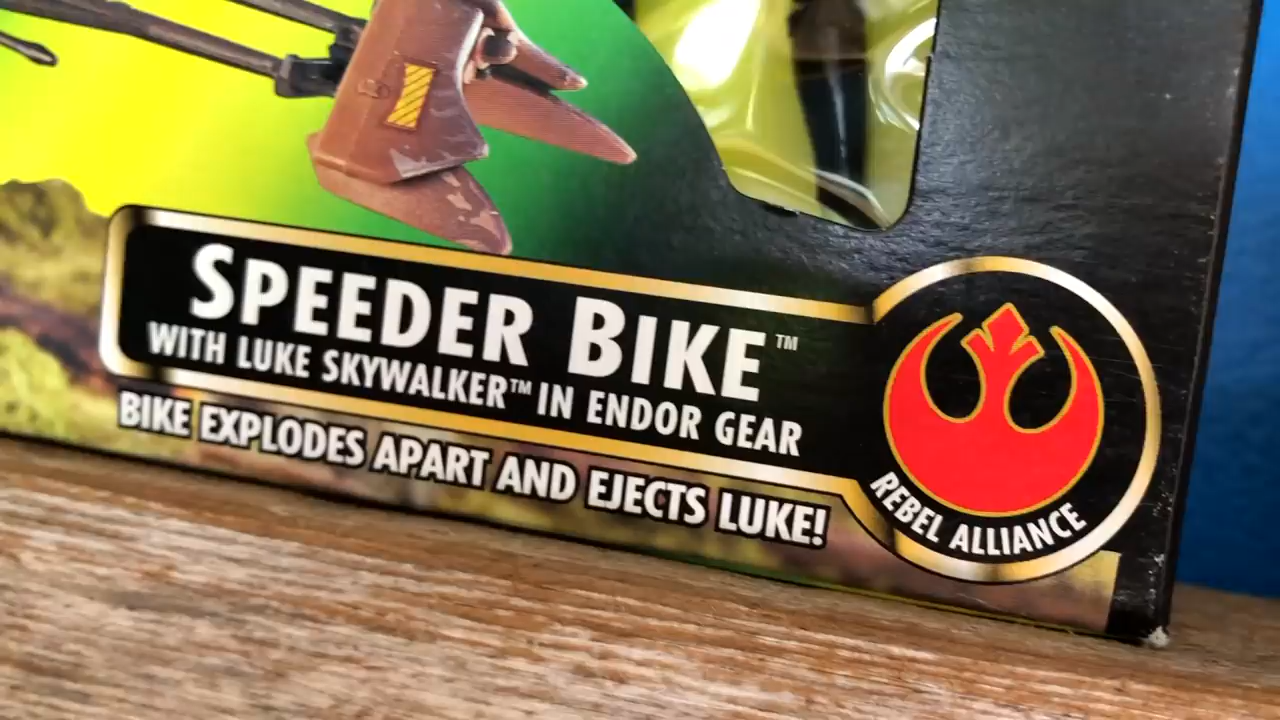 SPEEDER BIKE™
WITH LUKE SKYWALKER™ IN ENDOR GEAR
BIKE EXPLODES APART AND EJECTS LUKE!
REBEL ALLIANCE